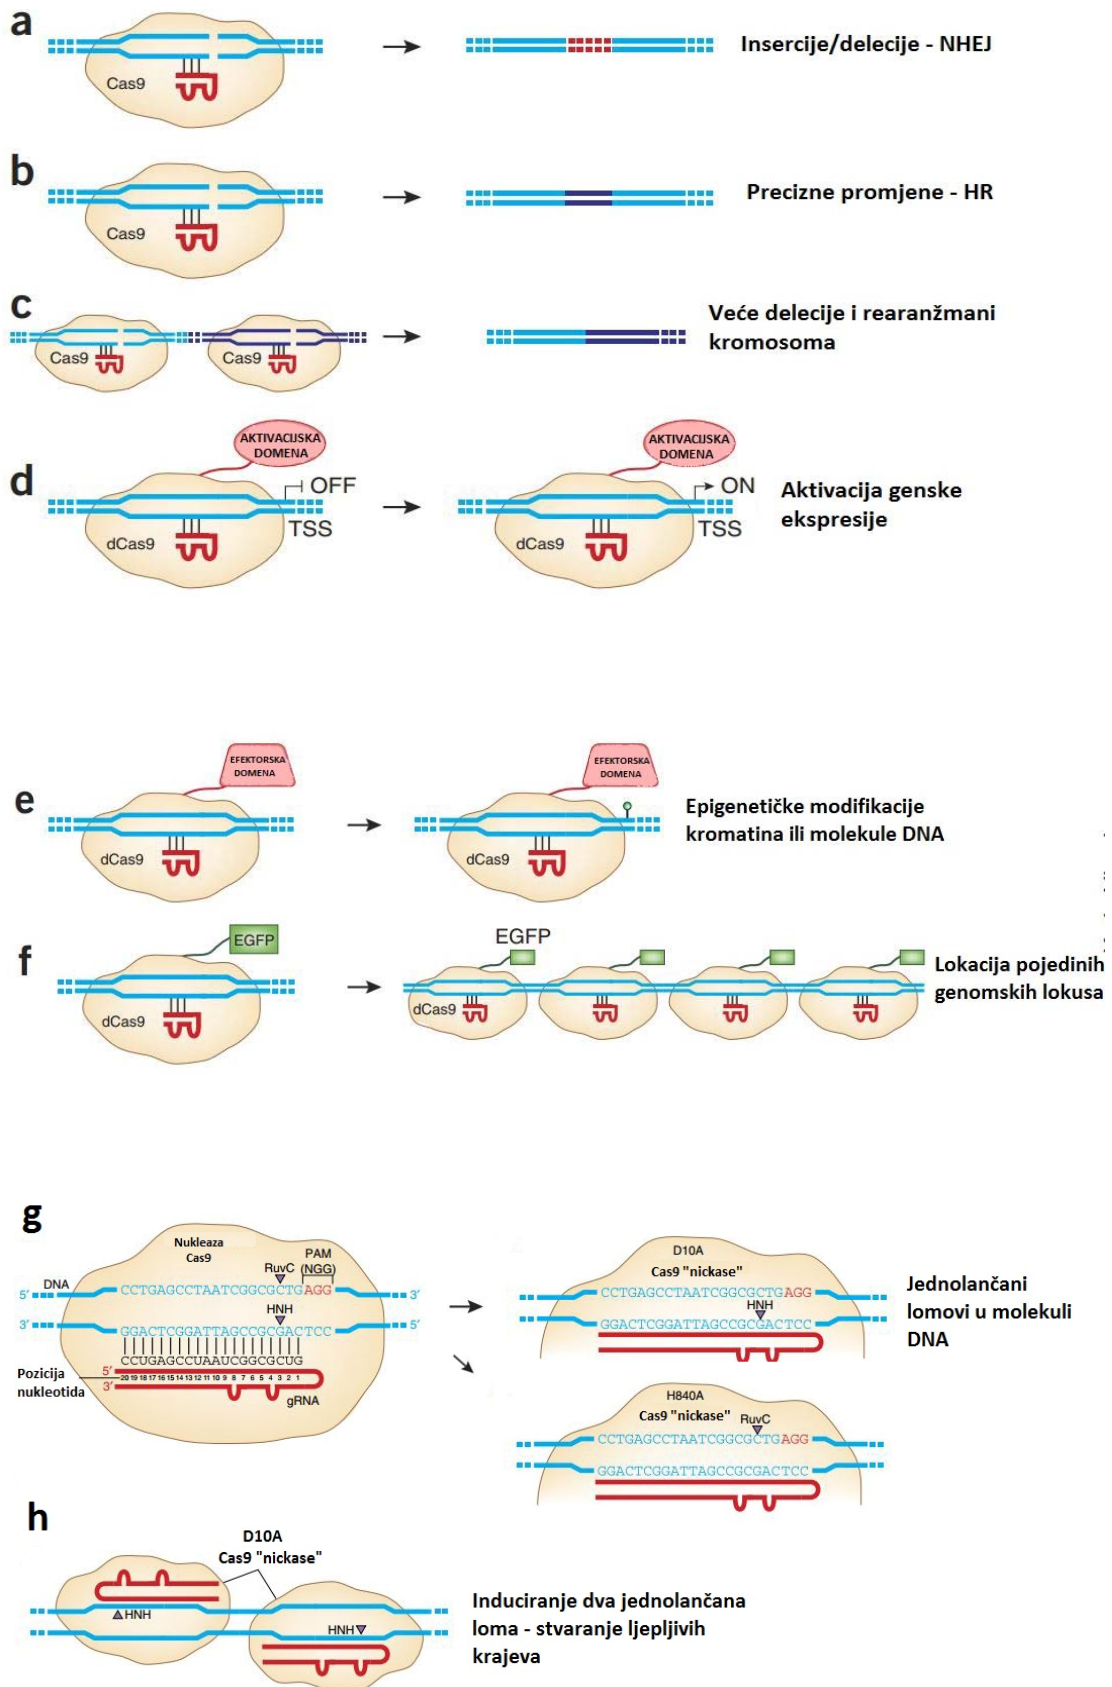 a
Cas9
Insercije/delecije - NHEJ
b
Cas9
Precizne promjene - HR
c
Cas9
Cas9
Veće delecije i rearanžmani
kromosoma
d
AKTIVACIJSKA
DOMENA
OFF
TSS
dCas9
AKTIVACIJSKA
DOMENA
ON
TSS
dCas9
Aktivacija genske
ekspresije
e
EFEKTORSKA
DOMENA
dCas9
EFEKTORSKA
DOMENA
dCas9
Epigenetičke modifikacije
kromatina ili molekule DNA
f
EGFP
dCas9
EGFP
dCas9
Lokacija pojedinih
genomskih lokusa
g
Nukleaza
Cas9
PAM
(NGG)
RuvC
DNA
5′ CCTGAGCCTAATCGGCGCTGAGG 3′
HNH
3′ GGACTCGGATTAGCCGCGACTCC 5′
CCUGAGCCUAAUCGGCGCUG
5′
20 19 18 17 16 15 14 13 12 11 10 9 8 7 6 5 4 3 2 1
3′
gRNA
Pozicija
nukleotida
D10A
Cas9 "nickase"
CCTGAGCCTAATCGGCGCTGAGG
HNH
GGACTCGGATTAGCCGCGACTCC
Jednolančani
lomovi u molekuli
DNA
H840A
Cas9 "nickase"
RuvC
CCTGAGCCTAATCGGCGCTGAGG
GGACTCGGATTAGCCGCGACTCC
h
D10A
Cas9 "nickase"
HNH
HNH
Induciranje dva jednolančana
loma - stvaranje ljepljivih
krajeva